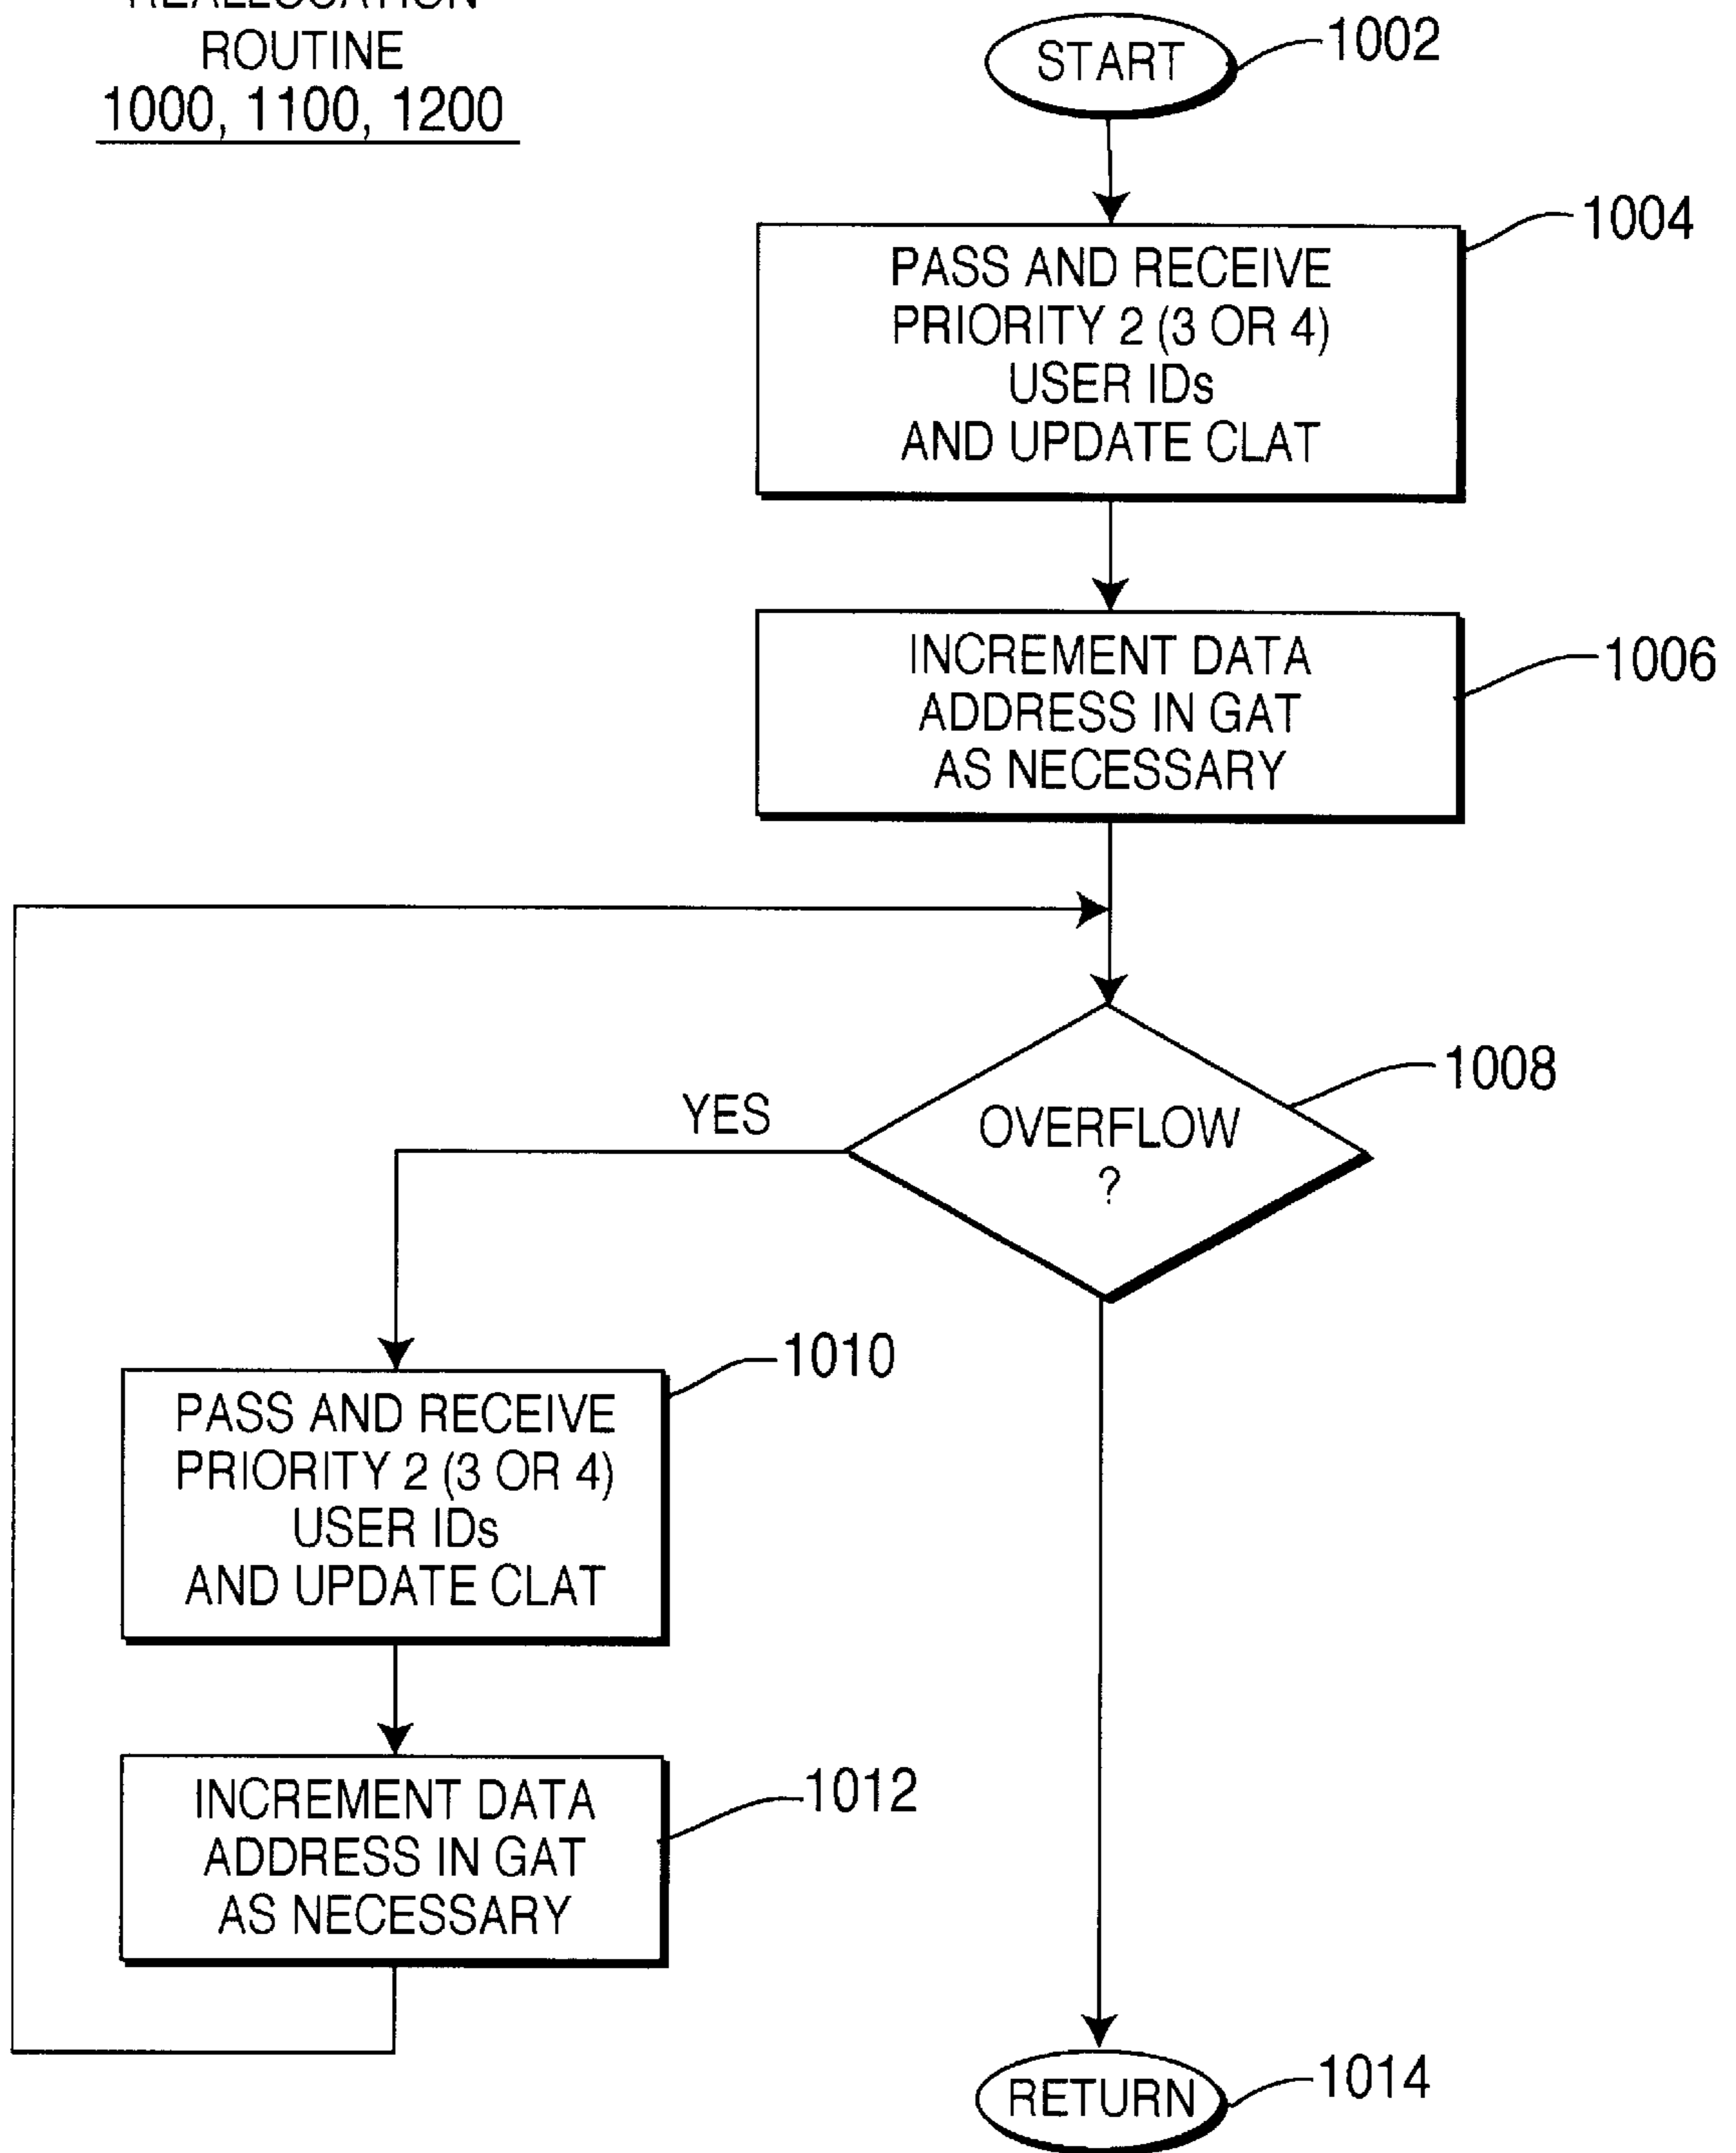 REALLOCATION
ROUTINE
1000, 1100, 1200
START
1002
PASS AND RECEIVE
PRIORITY 2 (3 OR 4)
USER IDs
AND UPDATE CLAT
1004
INCREMENT DATA
ADDRESS IN GAT
AS NECESSARY
1006
OVERFLOW
?
1008
YES
PASS AND RECEIVE
PRIORITY 2 (3 OR 4)
USER IDs
AND UPDATE CLAT
1010
INCREMENT DATA
ADDRESS IN GAT
AS NECESSARY
1012
RETURN
1014